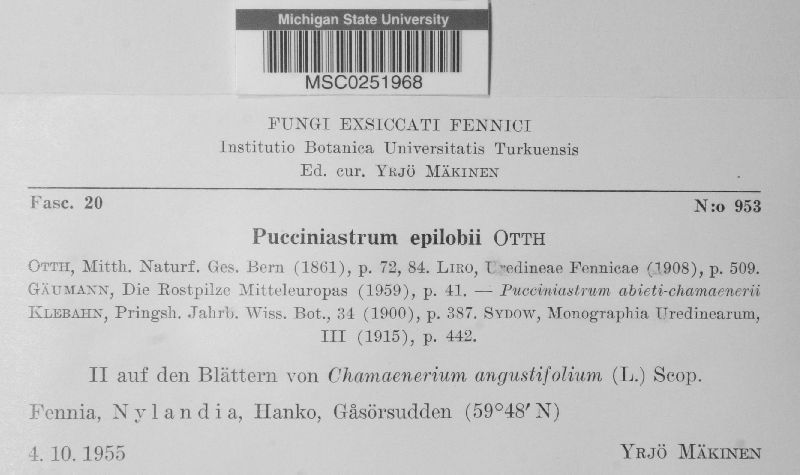 Michigan State University
MSC0251968
FUNGI EXSICCATI FENNICI
Institutio Botanica Universitatis Turkuensis
Ed. cur. YRJÖ MÄKINEN
Fasc. 20 N:o 953
Pucciniastrum epilobii OTTH
OTTH, Mitth. Naturf. Ges. Bern (1861), p. 72, 84. LIRO, Uredineae Fennicae (1908), p. 509.
GÄUMANN, Die Rostpilze Mitteleuropas (1959), p. 41. — Pucciniastrum abieti-chamaenerii
KLEBAHN, Pringsh. Jahrb. Wiss. Bot., 34 (1900), p. 387. SYDOW, Monographia Uredinearum,
III (1915), p. 442.
II auf den Blättern von Chamaenerium angustifolium (L.) Scop.
Fennia, Nylandia, Hanko, Gåsörsudden (59°48′ N)
4. 10. 1955 YRJÖ MÄKINEN